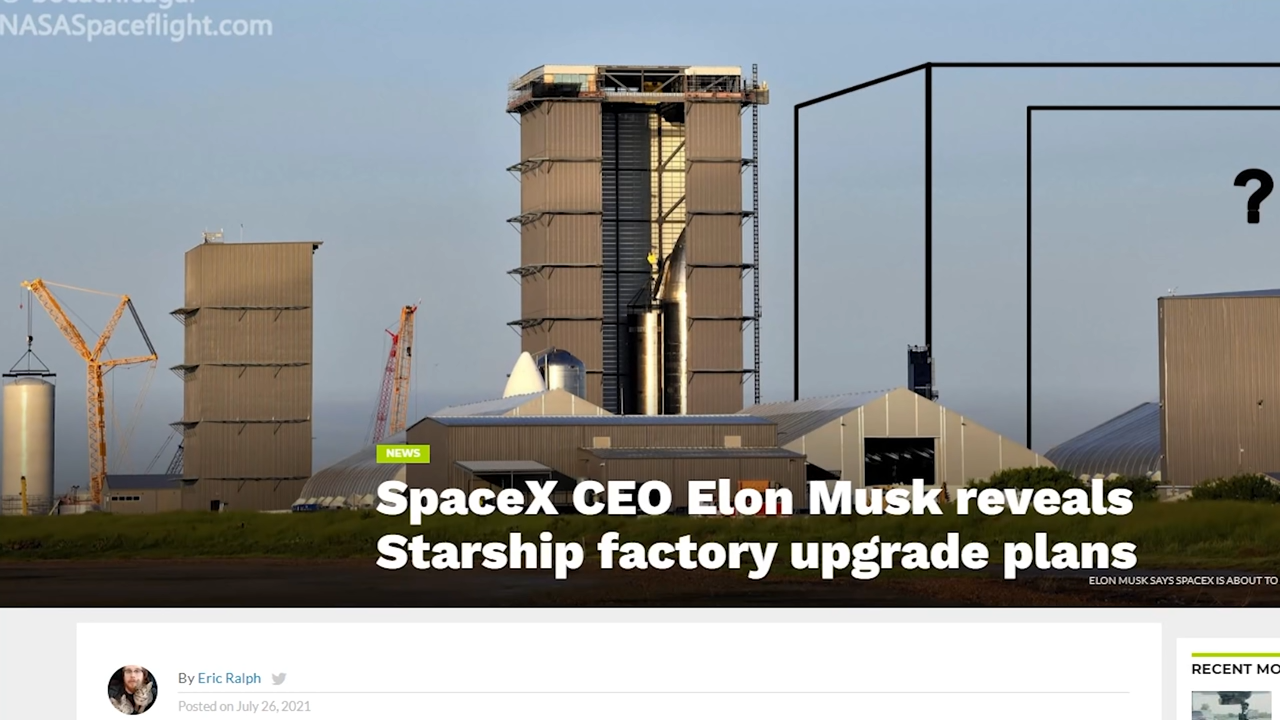 NASASpaceflight.com
?
NEWS
SpaceX CEO Elon Musk reveals
Starship factory upgrade plans
ELON MUSK SAYS SPACEX IS ABOUT TO
By Eric Ralph
Posted on July 26, 2021
RECENT MO